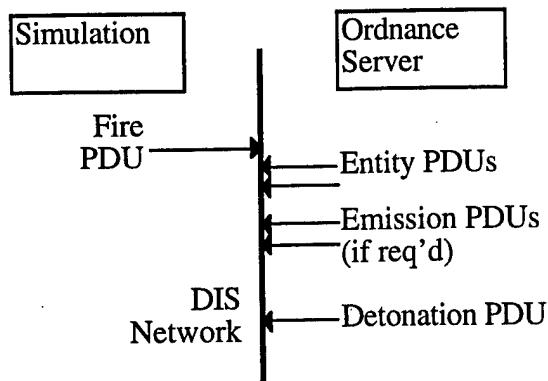 Simulation
Ordnance
Server
Fire
PDU
Entity PDUs
Emission PDUs
(if req'd)
DIS
Network
Detonation PDU